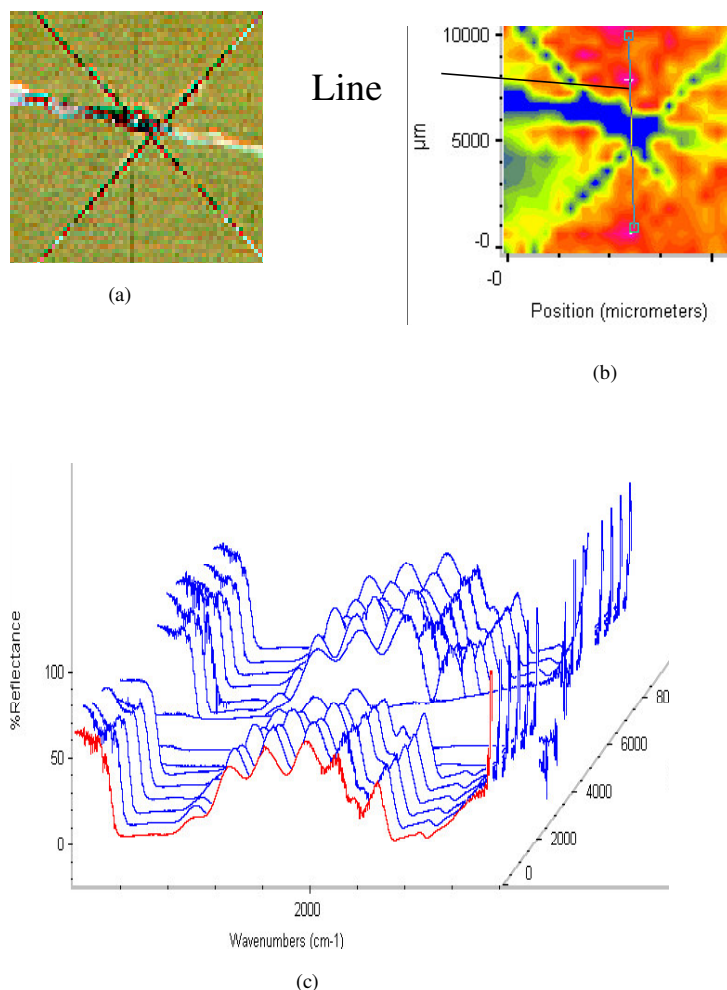 Line
10000
5000
-0
µm
-0
Position (micrometers)
(a)
(b)
100
50
0
%Reflectance
2000
Wavenumbers (cm-1)
0
2000
4000
6000
80
(c)